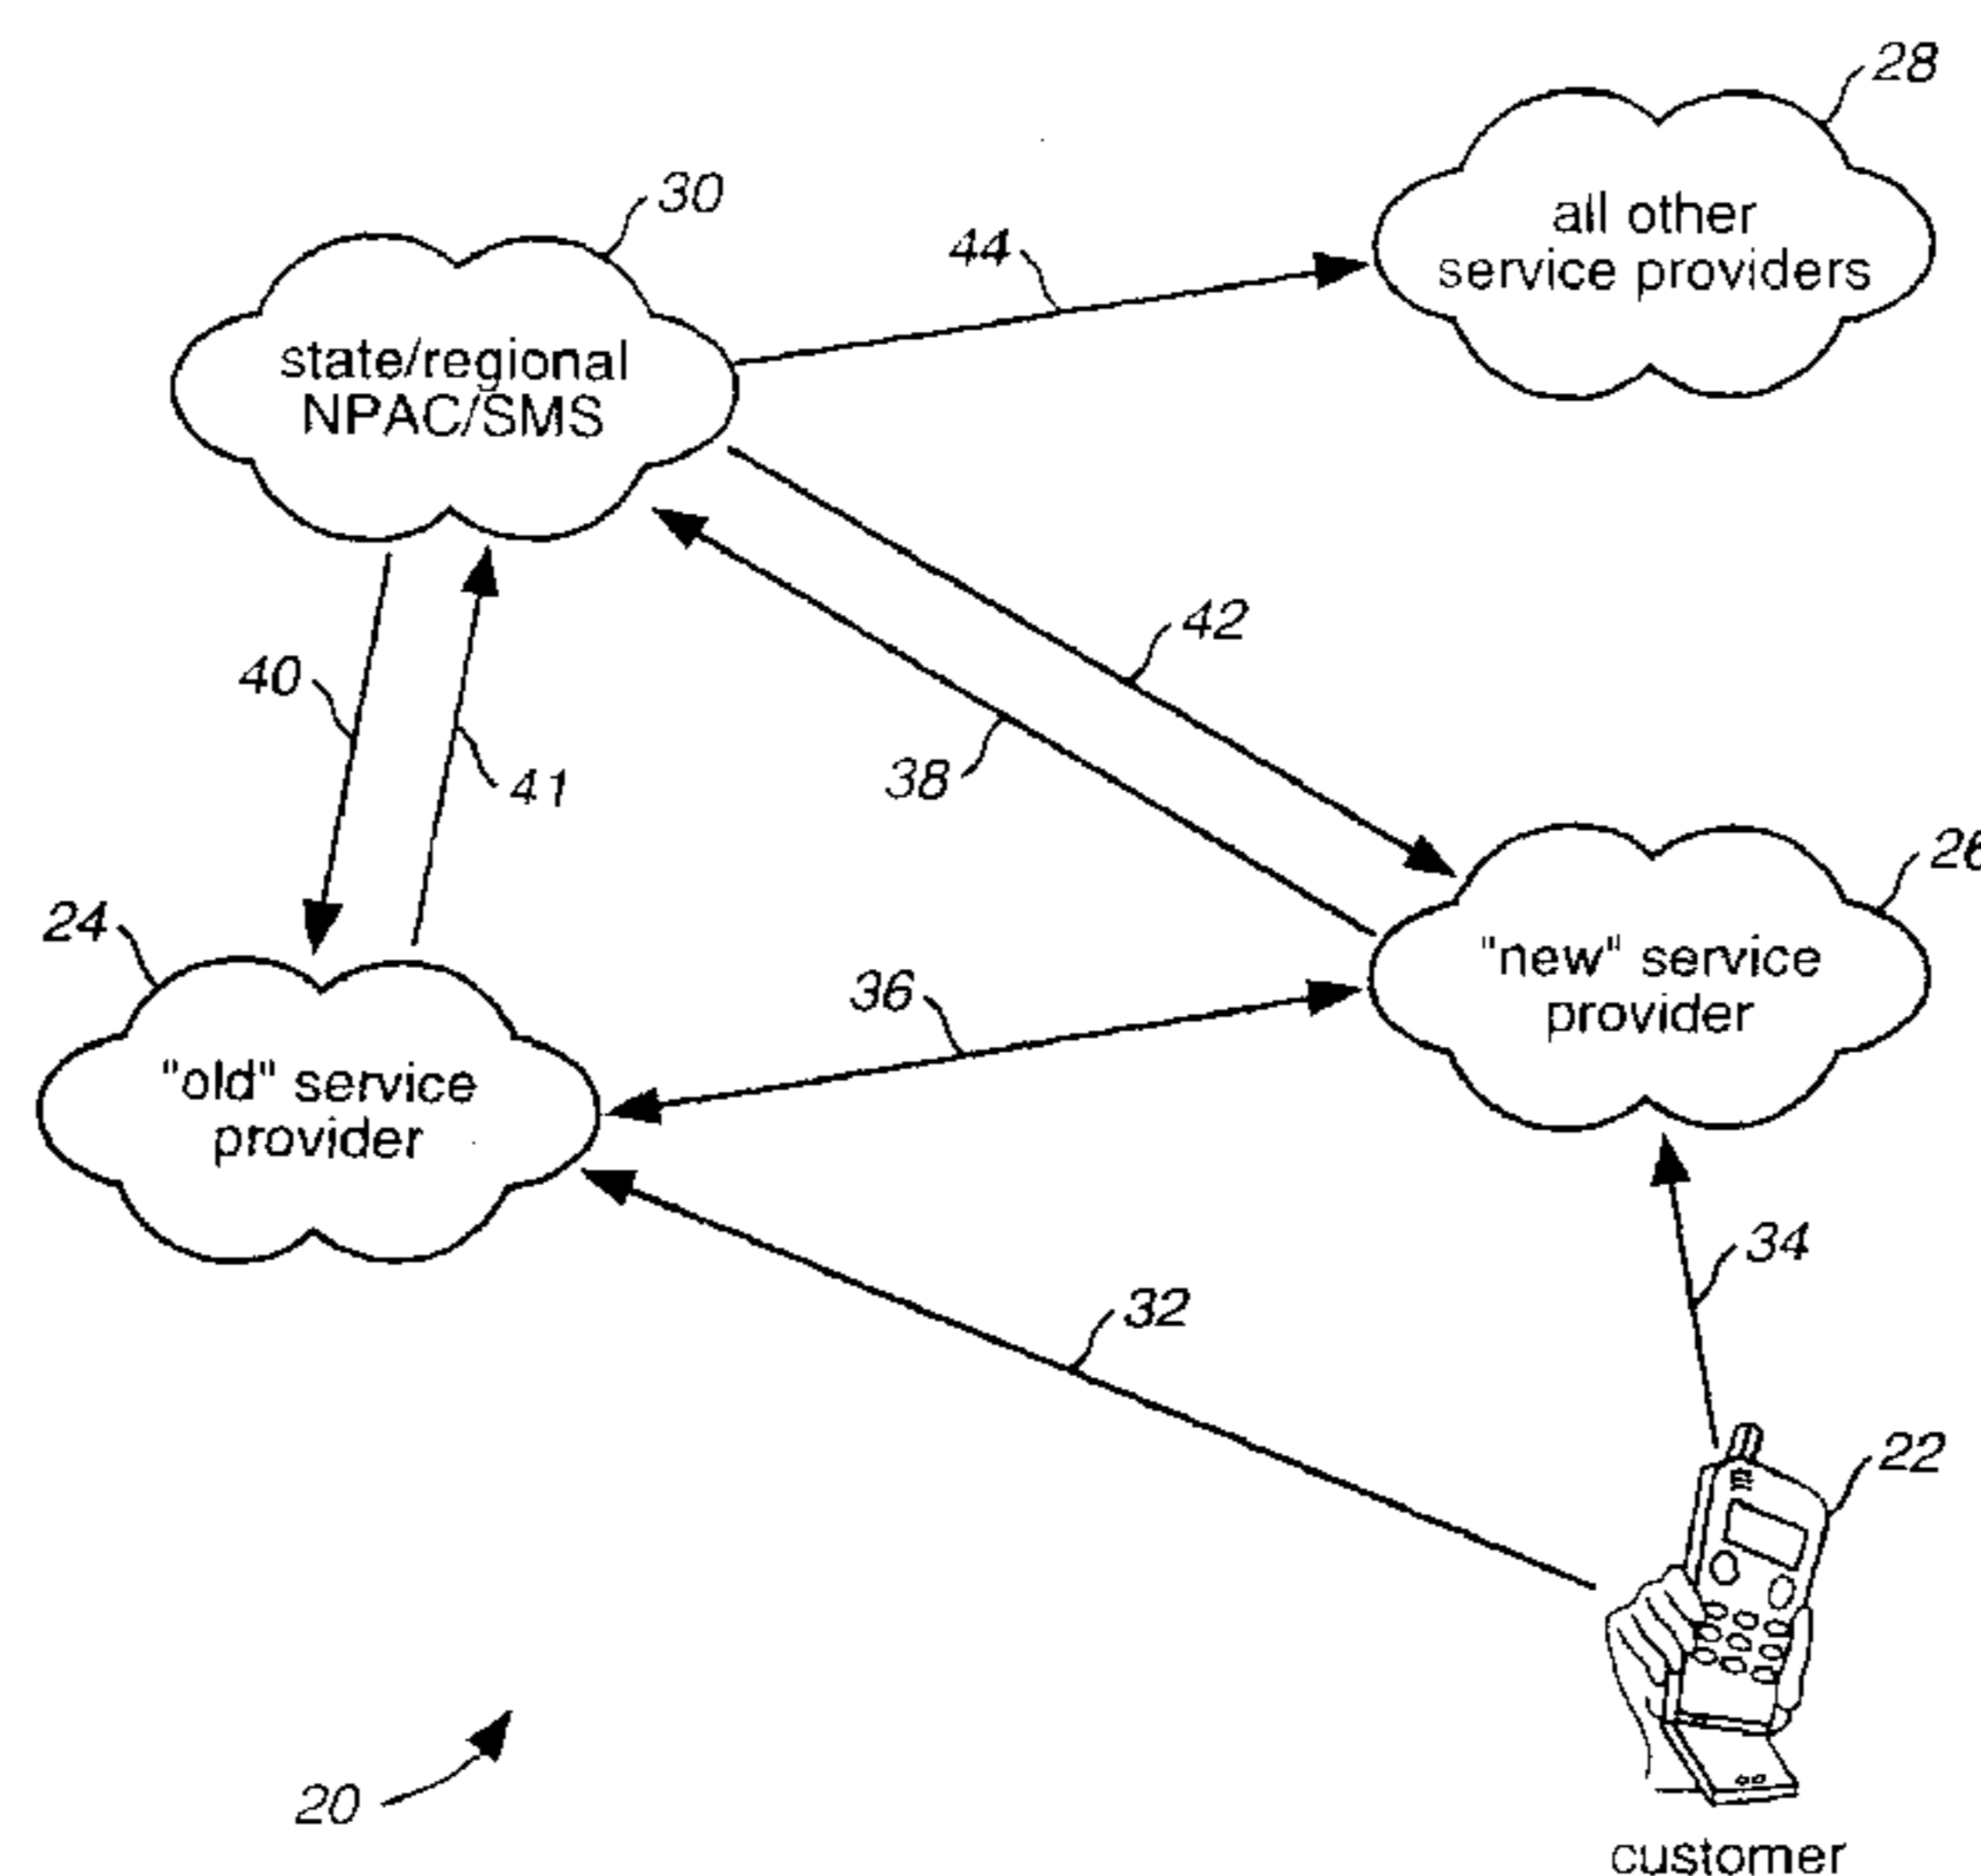 28
all other
service providers
30
44
state/regional
NPAC/SMS
42
40
38
41
26
24
"new" service
provider
36
"old" service
provider
34
32
22
20
customer